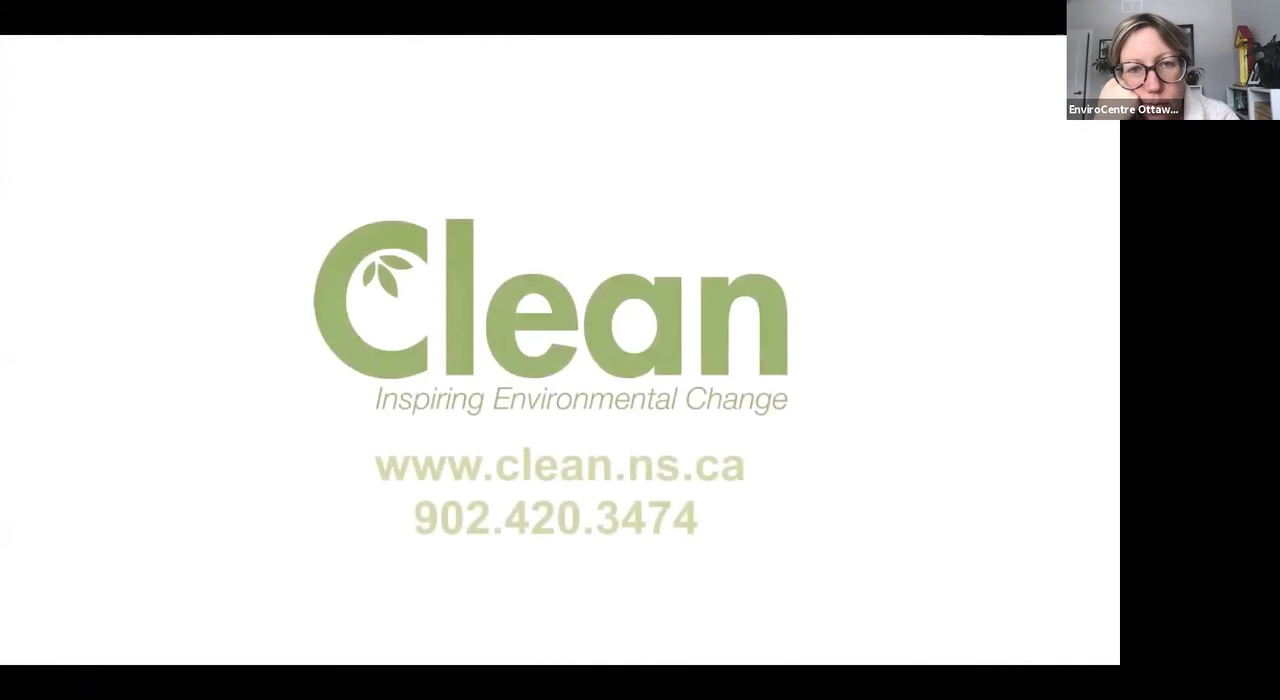 EnviroCentre Ottaw...
Clean
Inspiring Environmental Change
www.clean.ns.ca
902.420.3474